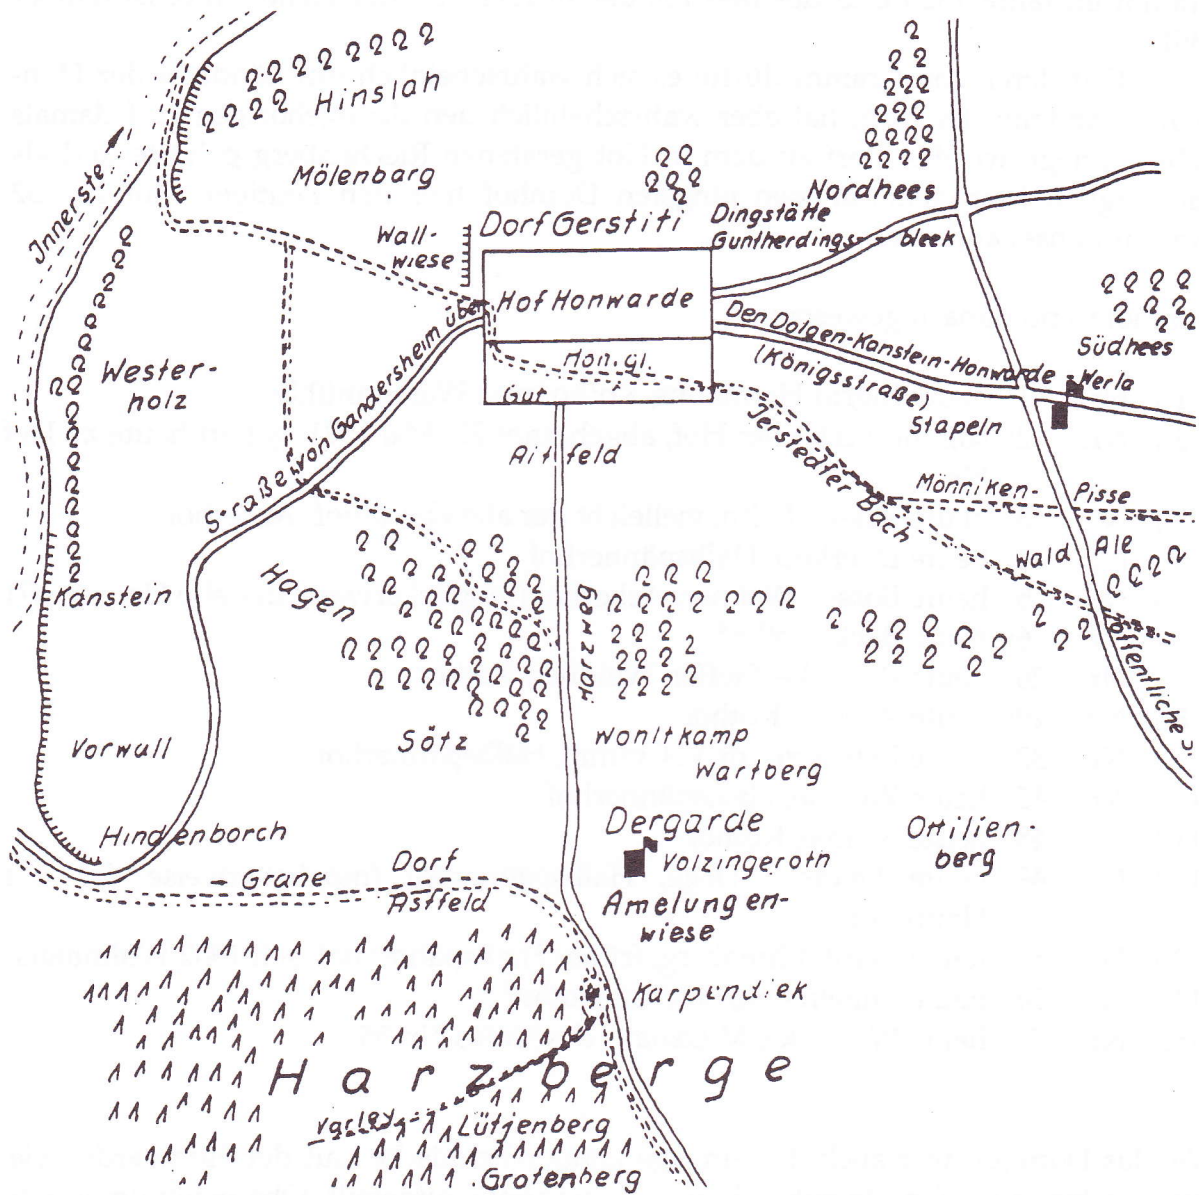 Hinslah
Mölenbarg
Innerste
Wall-
wiese
Dorf Gerstiti
Nordhees
Dingstätte
Guntherdings-
bleek
Hof Honwarde
Den Dolgen-Kanstein-Honwarde
(Königsstraße)
Werla
Südhees
Stapeln
Hon. gl.
Gut
Altfeld
Straße von Gandersheim über
Wester-
holz
Jerstedter Bach
Mönniken-
Pisse
Wald
Ale
öffentliche
Hagen
Kanstein
Harzweg
Vorwall
Sötz
Wohltkamp
Wartberg
Hindenborch
Dergarde
Volzingeroth
Ottilien-
berg
Grane
Dorf
Astfeld
Amelungen-
wiese
Karpendiek
Harzberge
Varley
Lütjenberg
Grotenberg